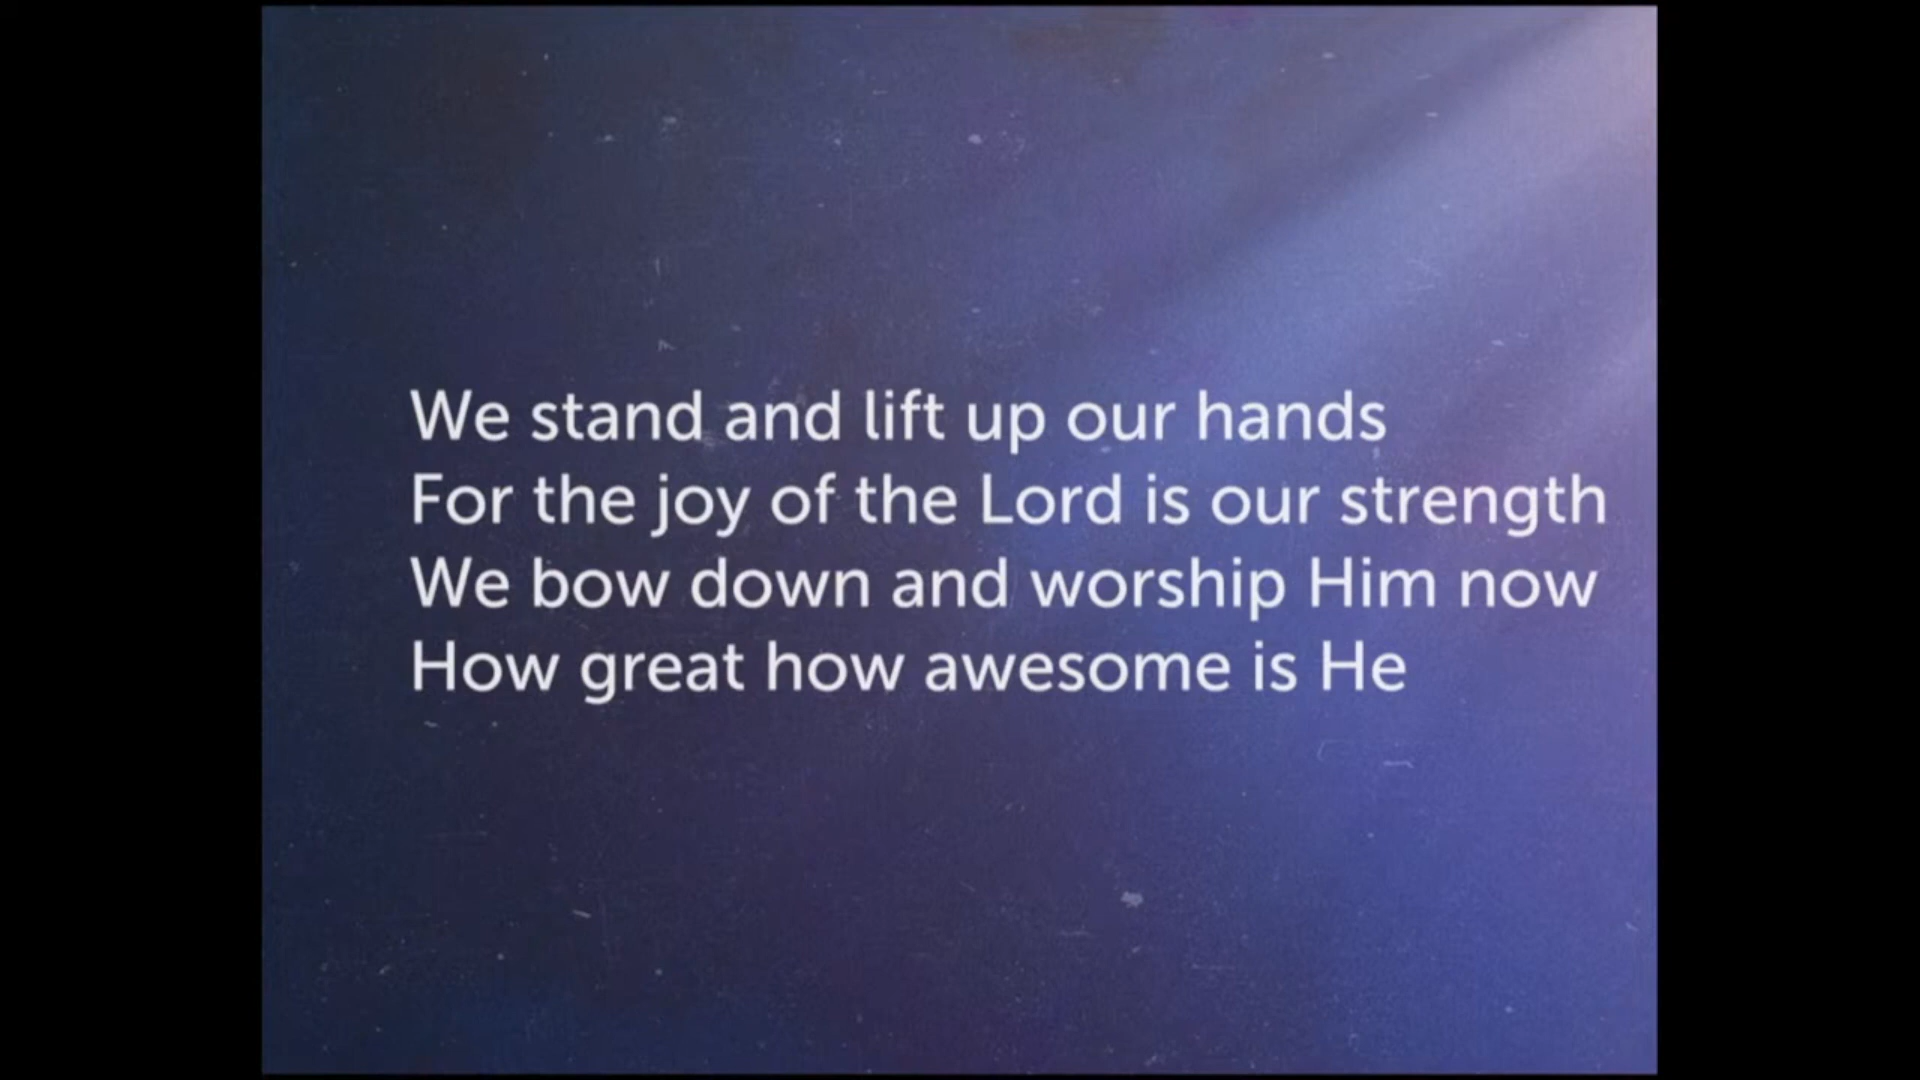 We stand and lift up our hands
For the joy of the Lord is our strength
We bow down and worship Him now
How great how awesome is He